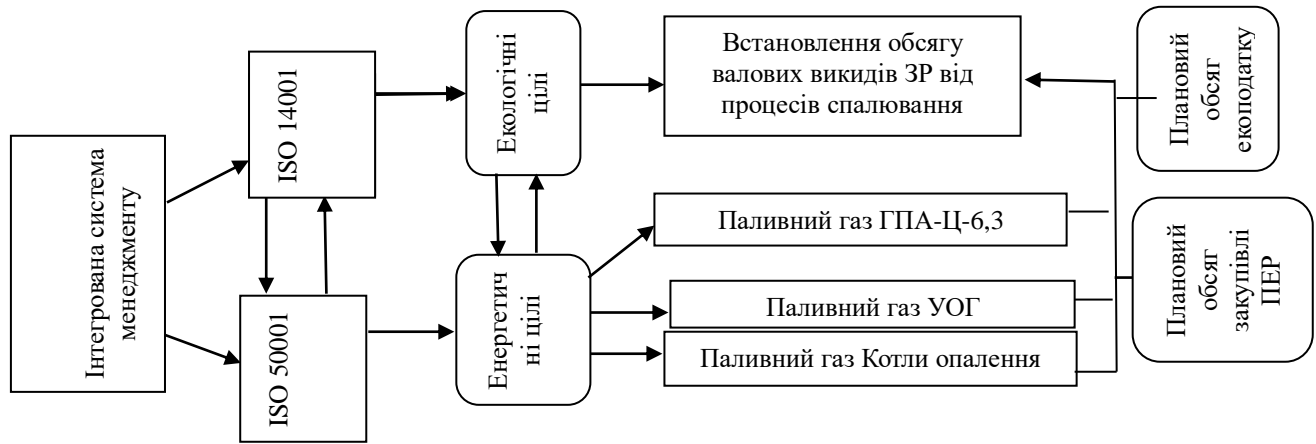 Інтегрована система
менеджменту
ISO 14001
ISO 50001
Екологічні
цілі
Енергетич
ні цілі
Встановлення обсягу
валових викидів ЗР від
процесів спалювання
Паливний газ ГПА-Ц-6,3
Паливний газ УОГ
Паливний газ Котли опалення
Плановий
обсяг
екоподатку
Плановий
обсяг
закупівлі
ПЕР